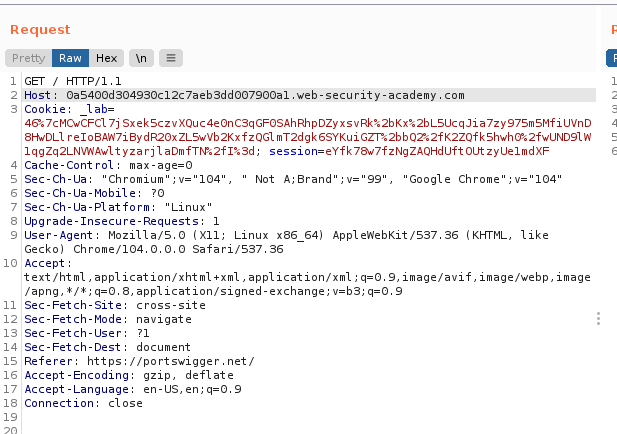 Request
R
Pretty Raw Hex \n
1 GET / HTTP/1.1
2 Host: 0a5400d304930c12c7aeb3dd007900a1.web-security-academy.com
3 Cookie: _lab=
46%7cMCwCFCl7jSxek5czvXQuc4e0nC3qGF0SAhRhpDZyxsvRk%2bKx%2bL5UcqJia7zy975m5MfiUVnD
8HwDLlreIoBAW7iBydR20xZL5wVb2KxfzQGlmT2dgk6SYKuiGZT%2bbQ2%2fK2ZQfk5hwh0%2fwUND9lW
1qgZq2LNVWAwltyzarjlaDmfTN%2fI%3d; session=eYfk78w7fzNgZAQHdUftOUtzyUe1mdXF
4 Cache-Control: max-age=0
5 Sec-Ch-Ua: "Chromium";v="104", " Not A;Brand";v="99", "Google Chrome";v="104"
6 Sec-Ch-Ua-Mobile: ?0
7 Sec-Ch-Ua-Platform: "Linux"
8 Upgrade-Insecure-Requests: 1
9 User-Agent: Mozilla/5.0 (X11; Linux x86_64) AppleWebKit/537.36 (KHTML, like
Gecko) Chrome/104.0.0.0 Safari/537.36
10 Accept:
text/html,application/xhtml+xml,application/xml;q=0.9,image/avif,image/webp,image
/apng,*/*;q=0.8,application/signed-exchange;v=b3;q=0.9
11 Sec-Fetch-Site: cross-site
12 Sec-Fetch-Mode: navigate
13 Sec-Fetch-User: ?1
14 Sec-Fetch-Dest: document
15 Referer: https://portswigger.net/
16 Accept-Encoding: gzip, deflate
17 Accept-Language: en-US,en;q=0.9
18 Connection: close
19
20